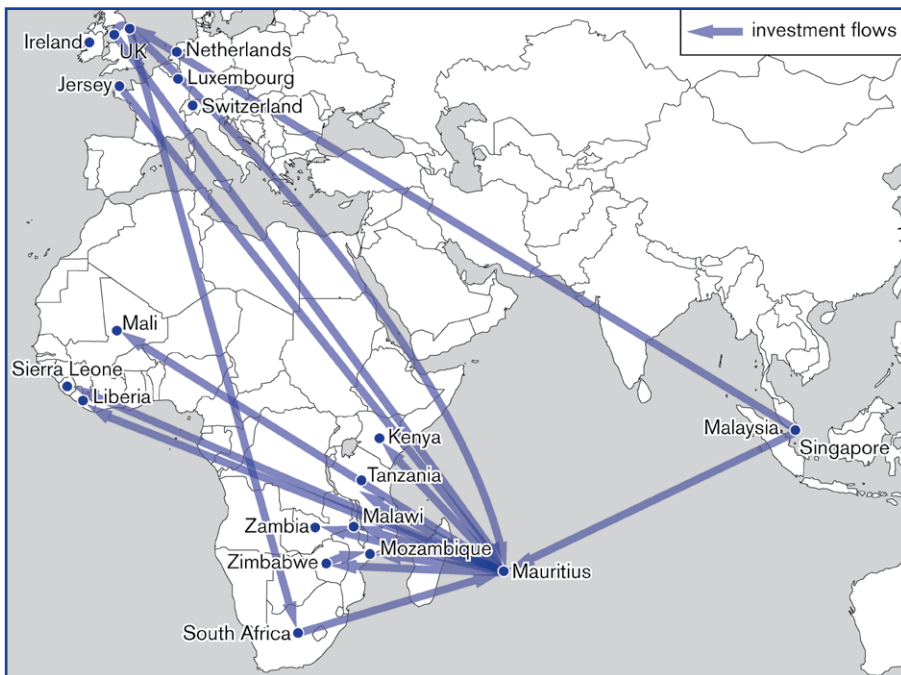 investment flows
Ireland
UK
Netherlands
Luxembourg
Jersey
Switzerland
Mali
Sierra Leone
Liberia
Kenya
Malaysia
Singapore
Tanzania
Malawi
Zambia
Mozambique
Zimbabwe
Mauritius
South Africa